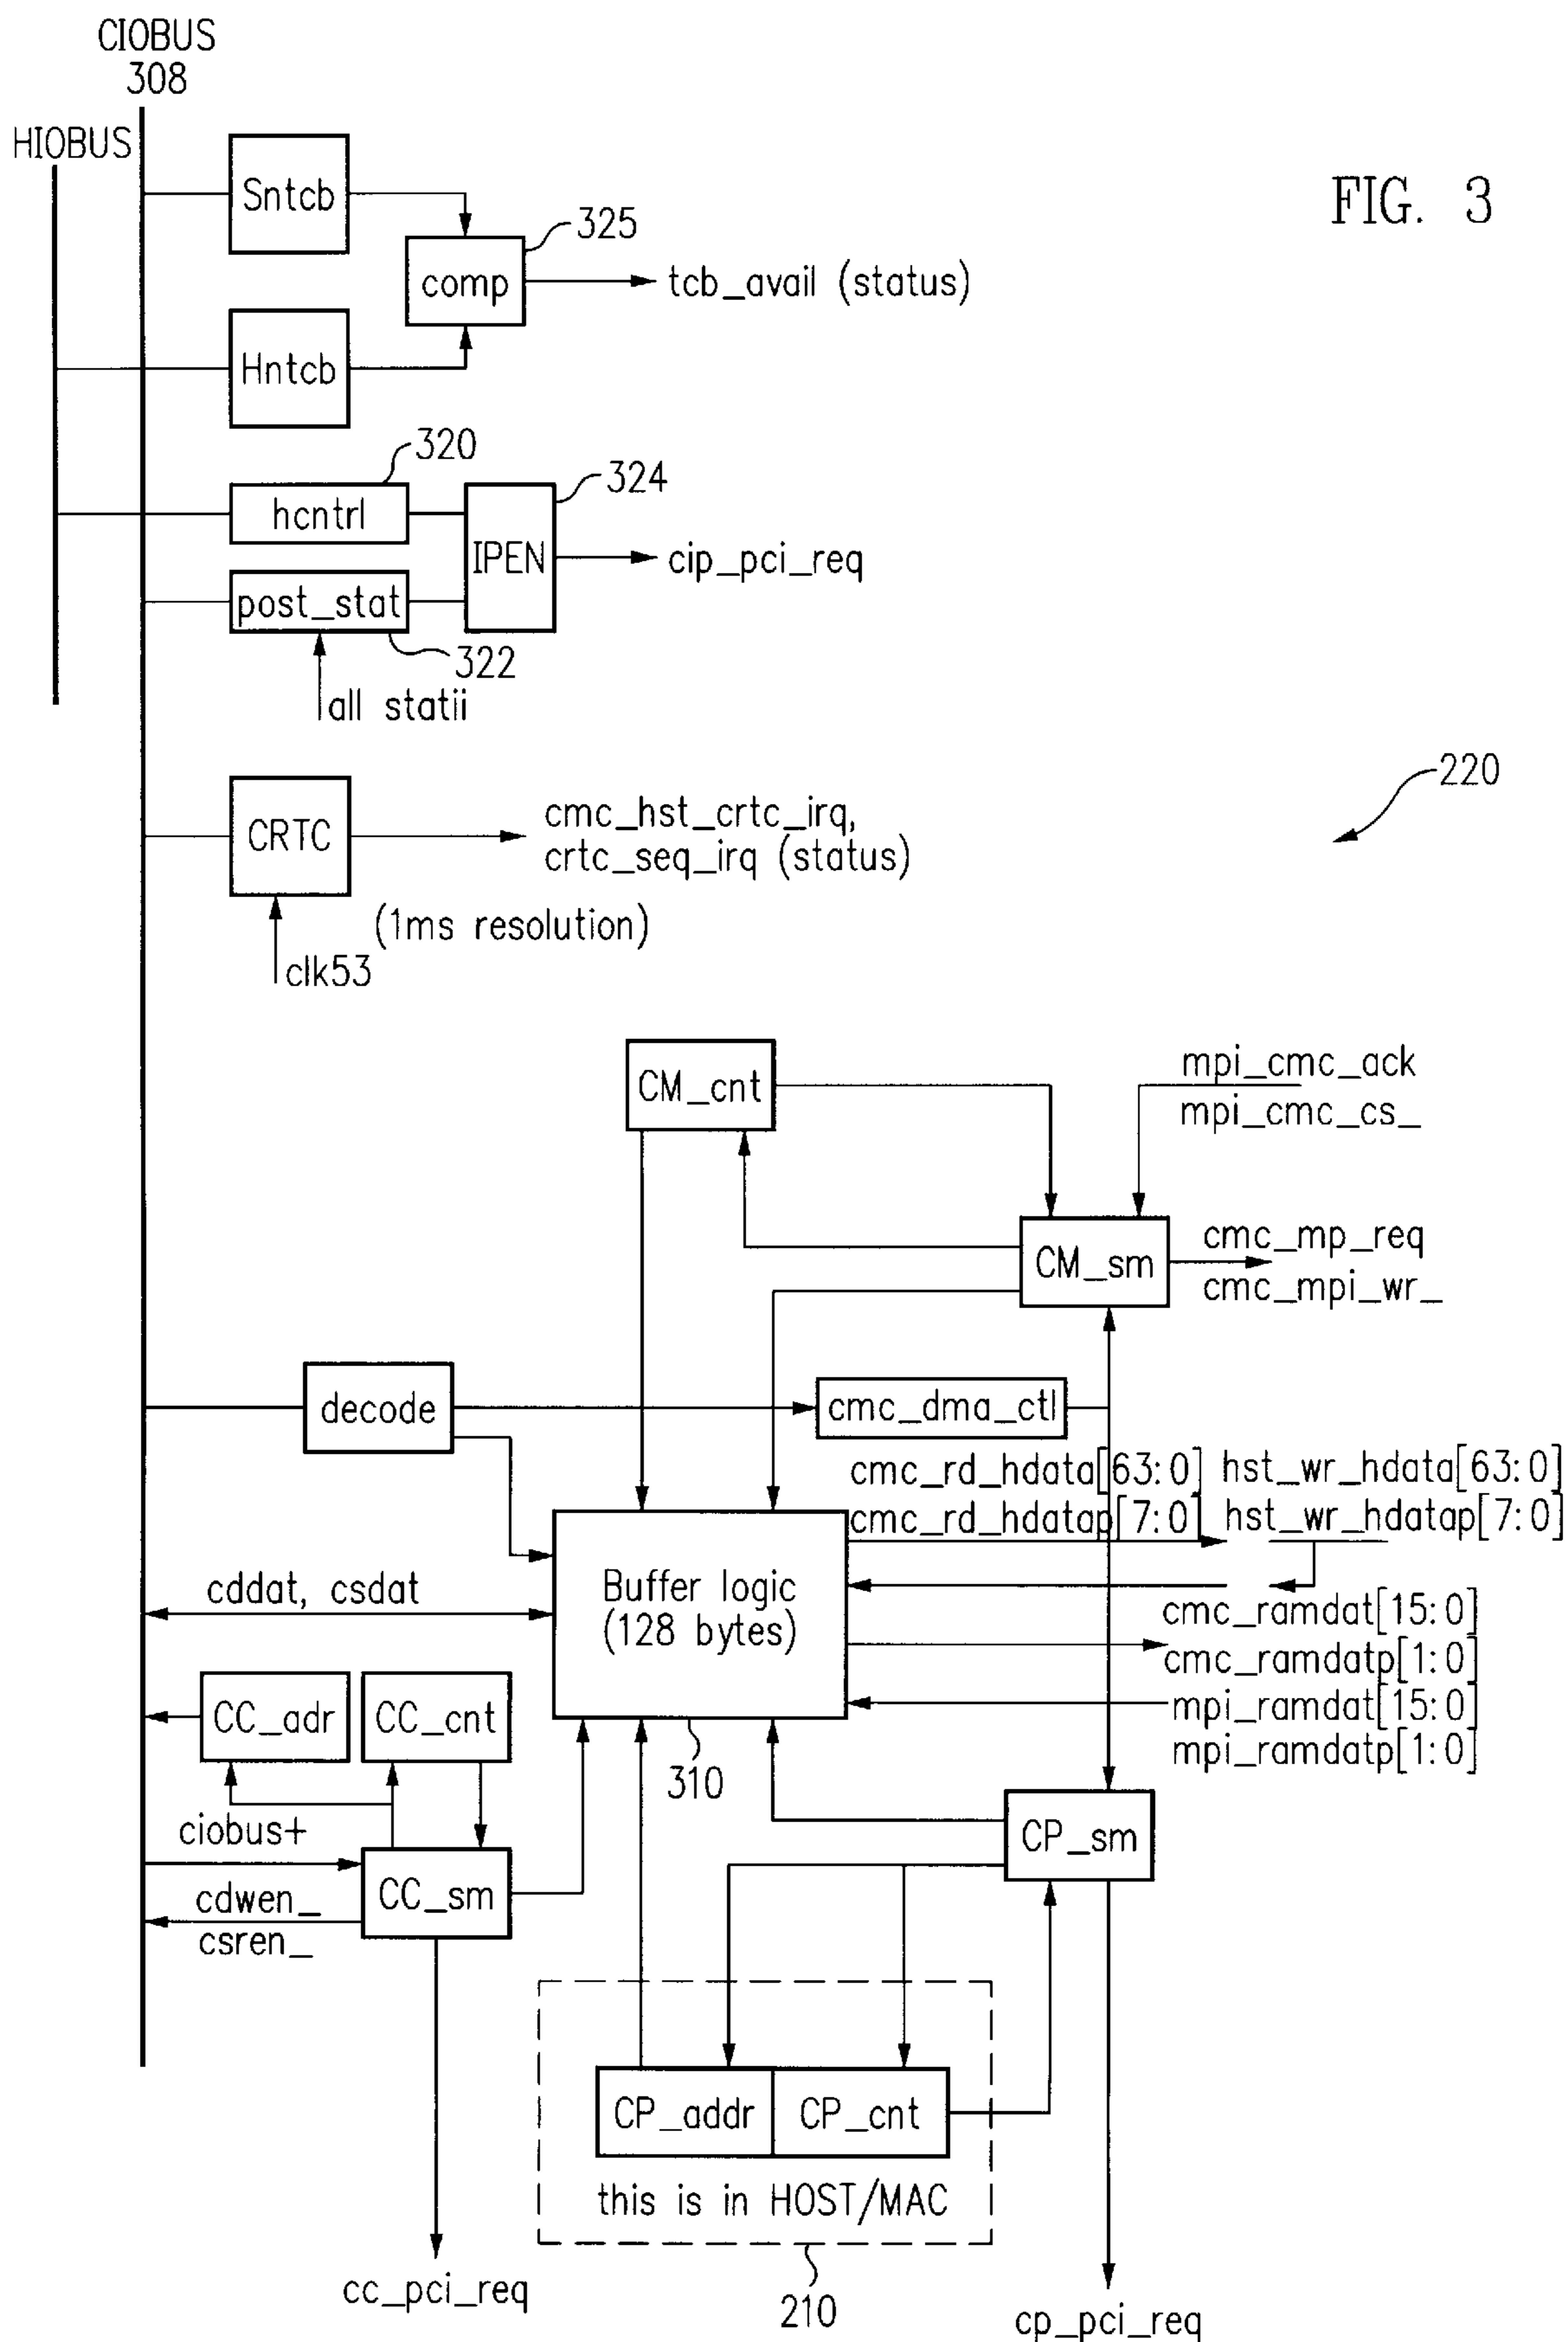 CIOBUS
308
HIOBUS
FIG. 3
Sntcb
325
comp
tcb_avail (status)
Hntcb
320
hcntrl
324
IPEN
cip_pci_req
post_stat
322
all statii
220
CRTC
cmc_hst_crtc_irq,
crtc_seq_irq (status)
(1ms resolution)
clk53
CM_cnt
mpi_cmc_ack
mpi_cmc_cs_
CM_sm
cmc_mp_req
cmc_mpi_wr_
decode
cmc_dma_ctl
cmc_rd_hdata[63:0] hst_wr_hdata[63:0]
cmc_rd_hdatap[7:0] hst_wr_hdatap[7:0]
Buffer logic
(128 bytes)
cddat, csdat
cmc_ramdat[15:0]
cmc_ramdatp[1:0]
mpi_ramdat[15:0]
mpi_ramdatp[1:0]
CC_adr
CC_cnt
310
ciobus+
CC_sm
CP_sm
cdwen_
csren_
CP_addr
CP_cnt
this is in HOST/MAC
210
cc_pci_req
cp_pci_req